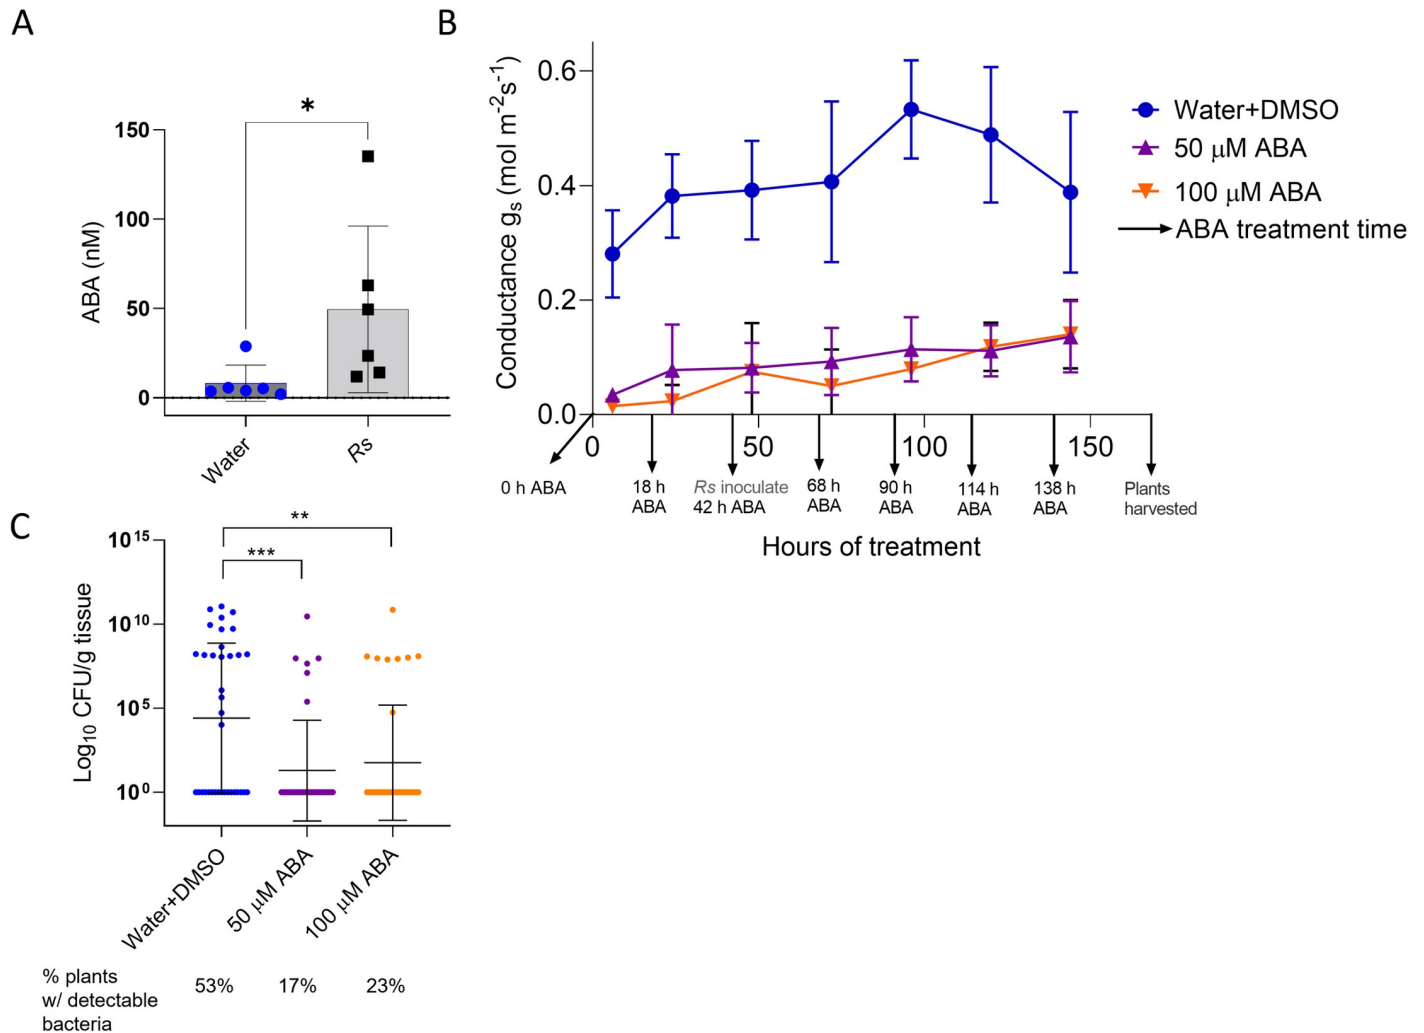 A
*
150
100
50
0
ABA (nM)
Water
Rs
B
0.6
0.4
0.2
0.0
Conductance gs (mol m-2s-1)
0
50
100
150
0 h ABA
18 h
ABA
Rs inoculate
42 h ABA
68 h
ABA
90 h
ABA
114 h
ABA
138 h
ABA
Plants
harvested
Hours of treatment
Water+DMSO
50 µM ABA
100 µM ABA
ABA treatment time
C
**
***
10^15
10^10
10^5
10^0
Log10 CFU/g tissue
Water+DMSO
50 µM ABA
100 µM ABA
% plants
w/ detectable
bacteria
53%
17%
23%